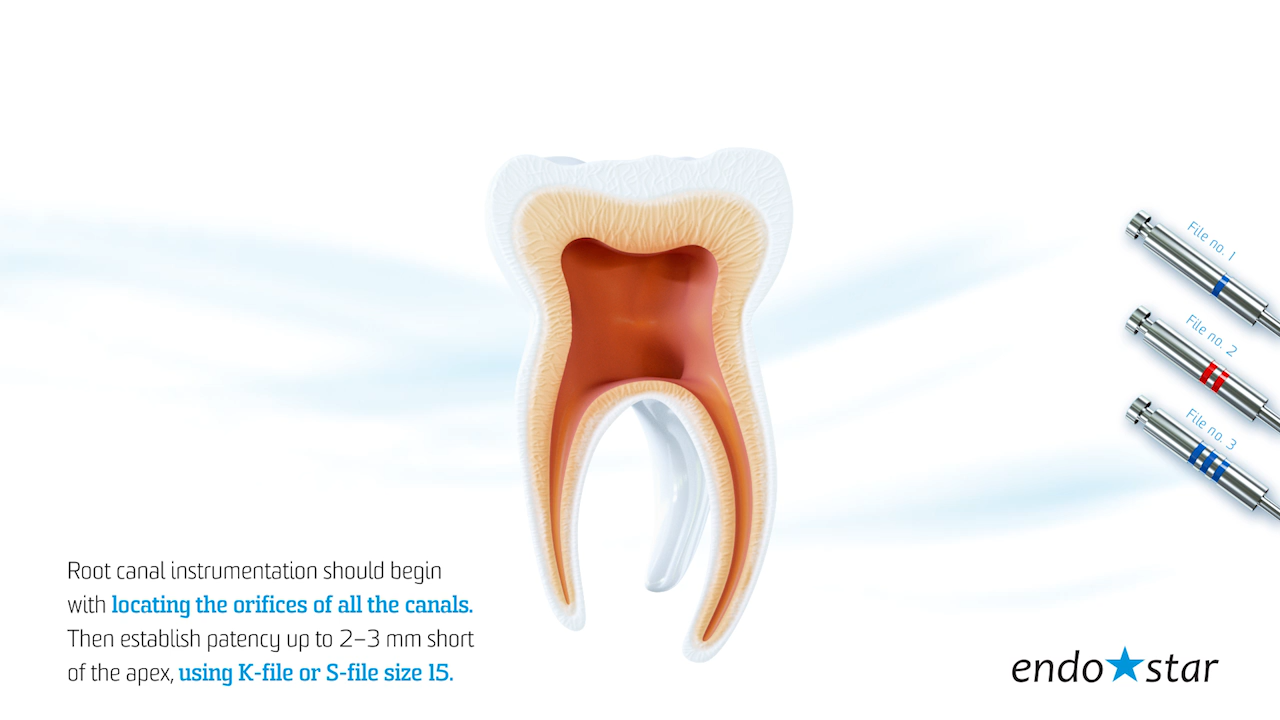 File no. 1
File no. 2
File no. 3
Root canal instrumentation should begin
with locating the orifices of all the canals.
Then establish patency up to 2–3 mm short
of the apex, using K-file or S-file size 15.
endo star